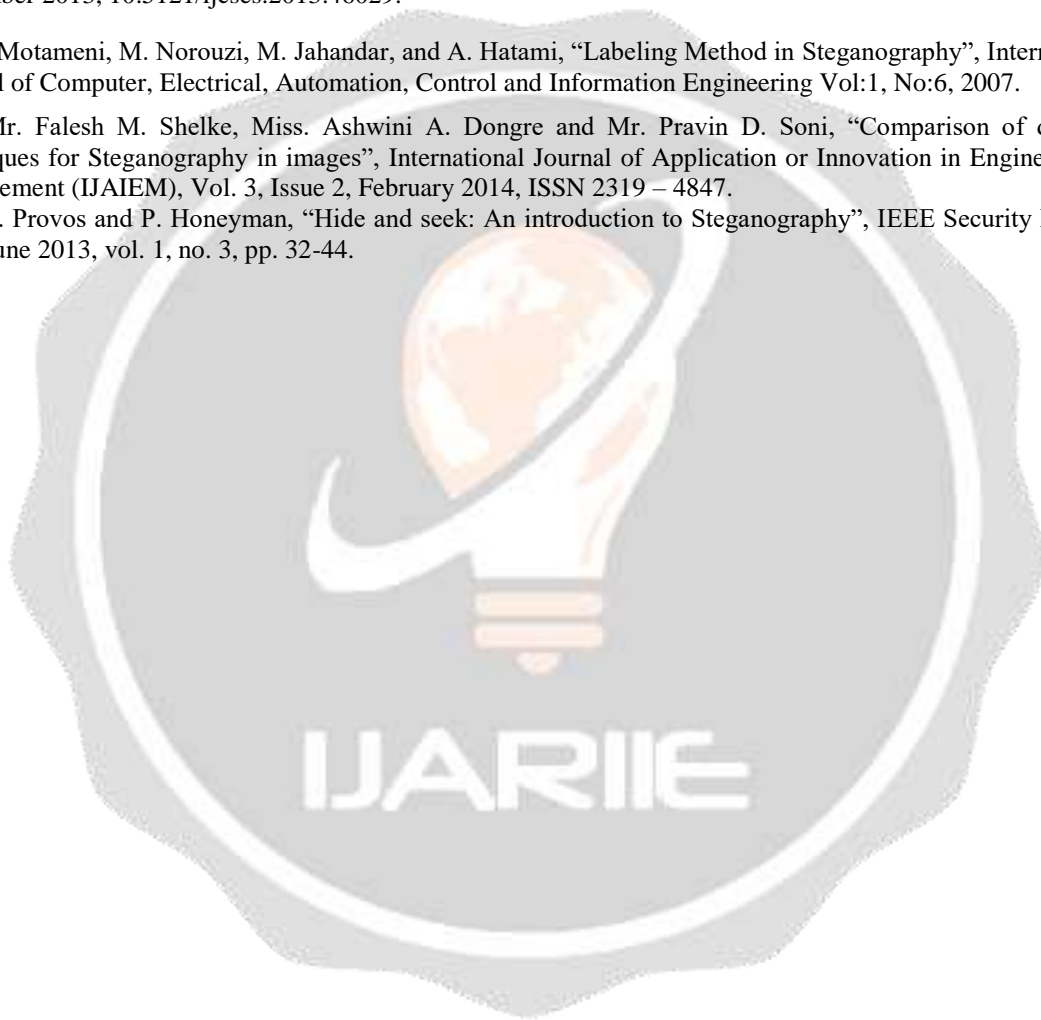 2013, 10.5121/ijcses.2013.46029.
Motameni, M. Norouzi, M. Jahandar, and A. Hatami, “Labeling Method in Steganography”, Intern
of Computer, Electrical, Automation, Control and Information Engineering Vol:1, No:6, 2007.
Mr. Falesh M. Shelke, Miss. Ashwini A. Dongre and Mr. Pravin D. Soni, “Comparison of
ques for Steganography in images”, International Journal of Application or Innovation in Engine
ement (IJAIEM), Vol. 3, Issue 2, February 2014, ISSN 2319 – 4847.
. Provos and P. Honeyman, “Hide and seek: An introduction to Steganography”, IEEE Security
une 2013, vol. 1, no. 3, pp. 32-44.
IJARIIE